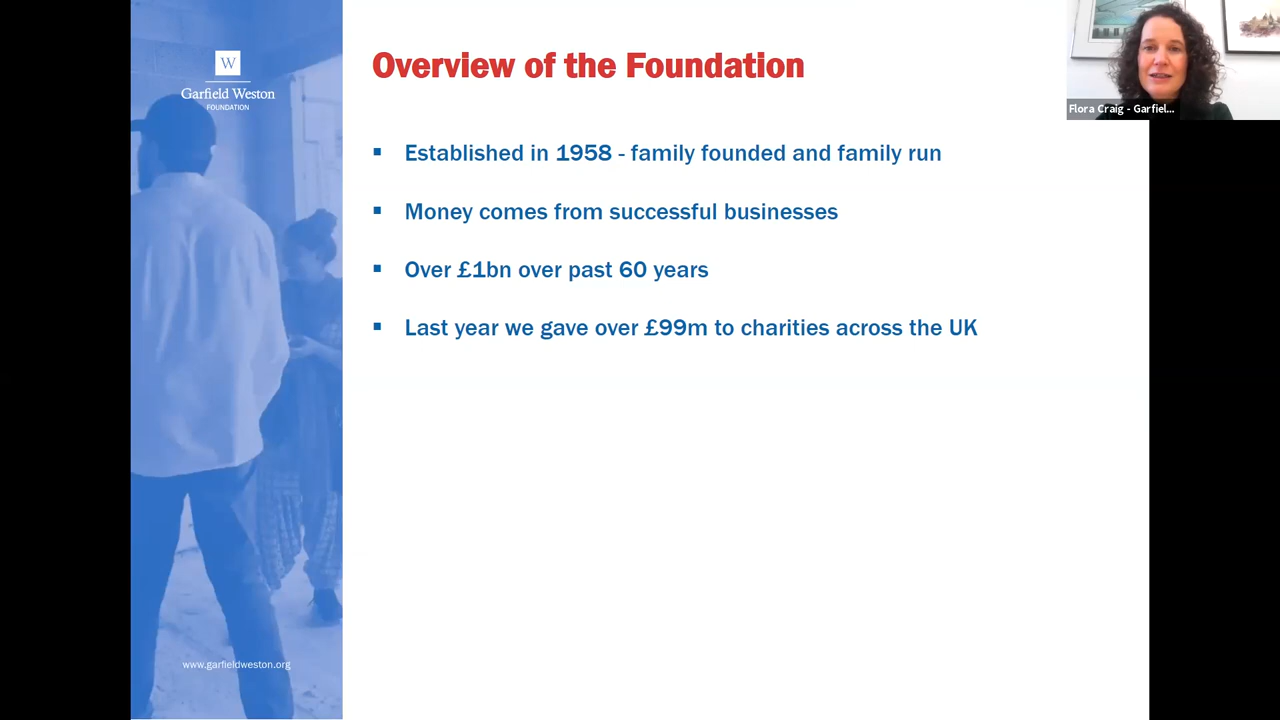 W
Garfield Weston
FOUNDATION
Overview of the Foundation
Flora Craig - Garfiel...
▪ Established in 1958 - family founded and family run
▪ Money comes from successful businesses
▪ Over £1bn over past 60 years
▪ Last year we gave over £99m to charities across the UK
www.garfieldweston.org